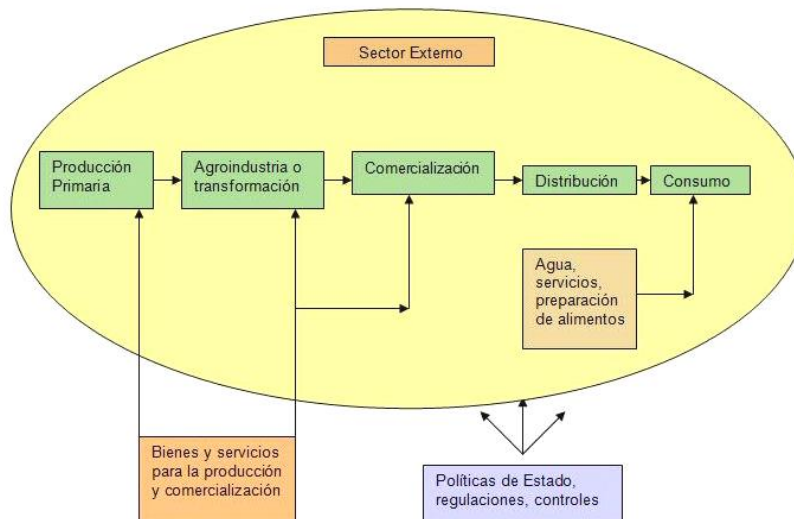 Sector Externo
Producción
Primaria
Agroindustria o
transformación
Comercialización
Distribución
Consumo
Agua,
servicios,
preparación
de alimentos
Bienes y servicios
para la producción
y comercialización
Políticas de Estado,
regulaciones, controles